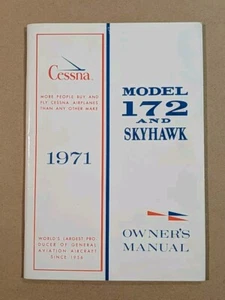 Cessna
MORE PEOPLE BUY AND
FLY CESSNA AIRPLANES
THAN ANY OTHER MAKE
1971
WORLD'S LARGEST PRO-
DUCER OF GENERAL
AVIATION AIRCRAFT
SINCE 1956
MODEL
172
AND
SKYHAWK
OWNER'S
MANUAL